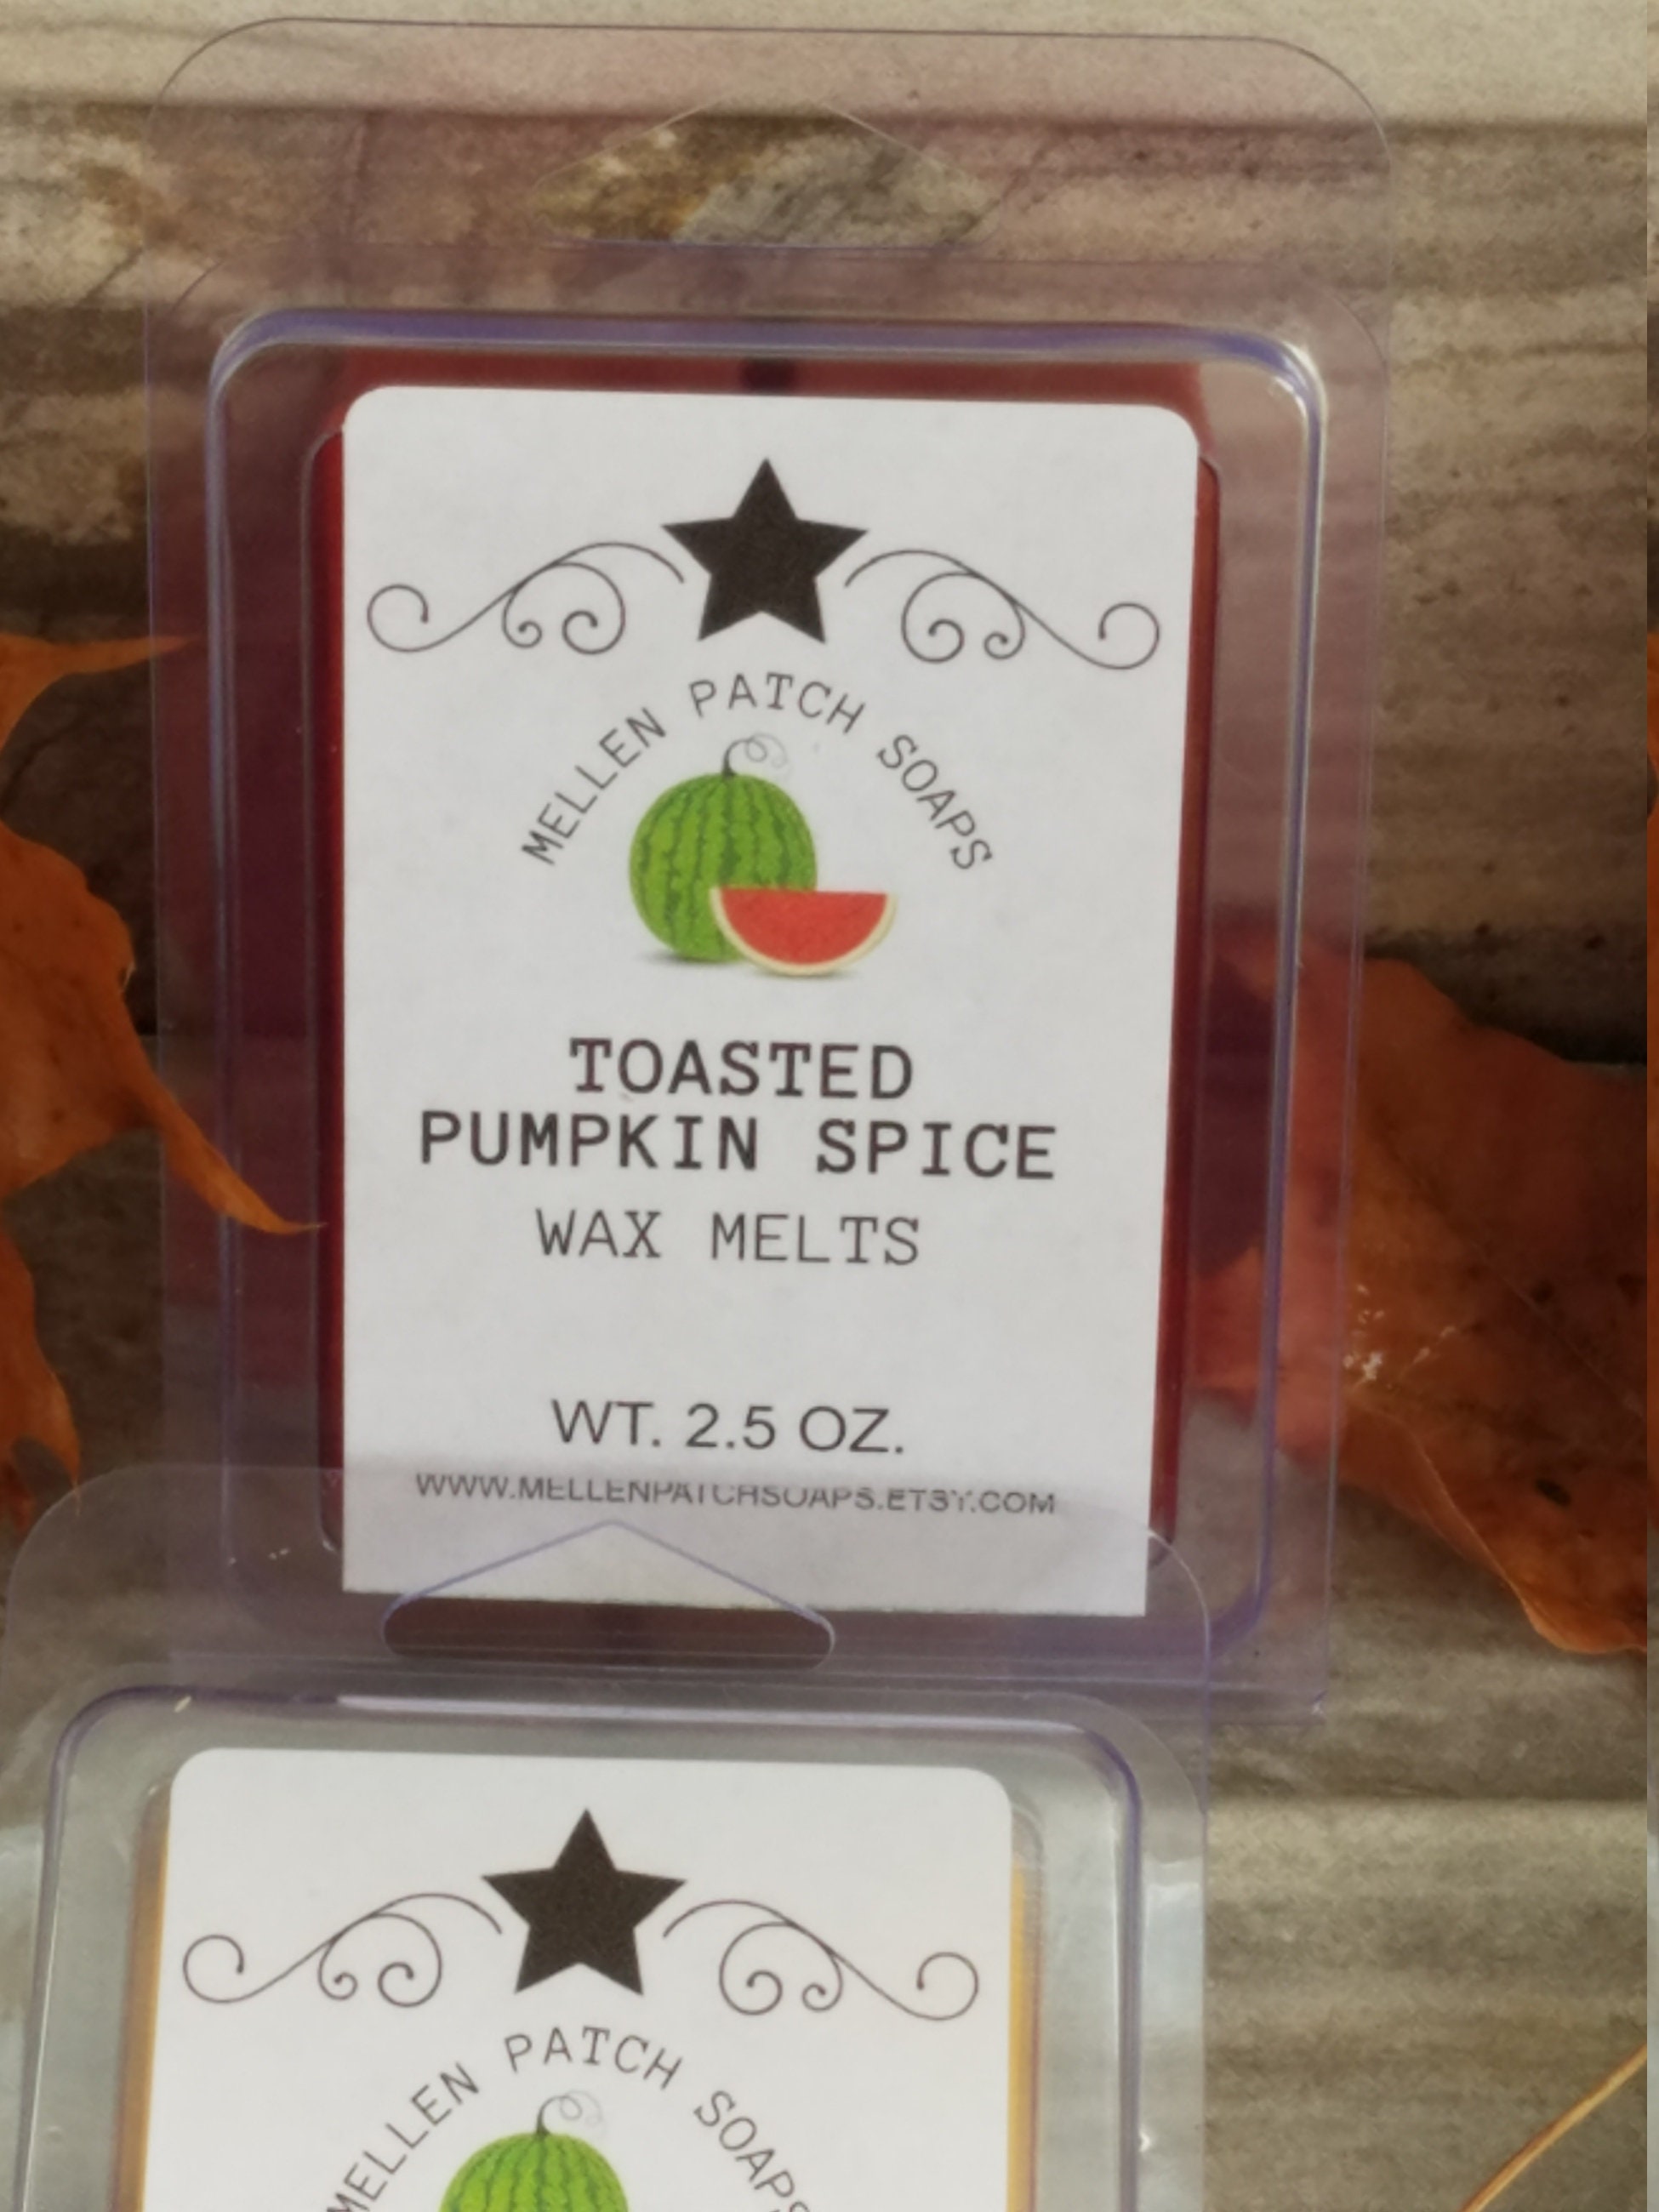 MELLEN PATCH SOAPS
TOASTED
PUMPKIN SPICE
WAX MELTS
WT. 2.5 OZ.
WWW.MELLENPATCHSOAPS.ETSY.COM
MELLEN PATCH SOAPS